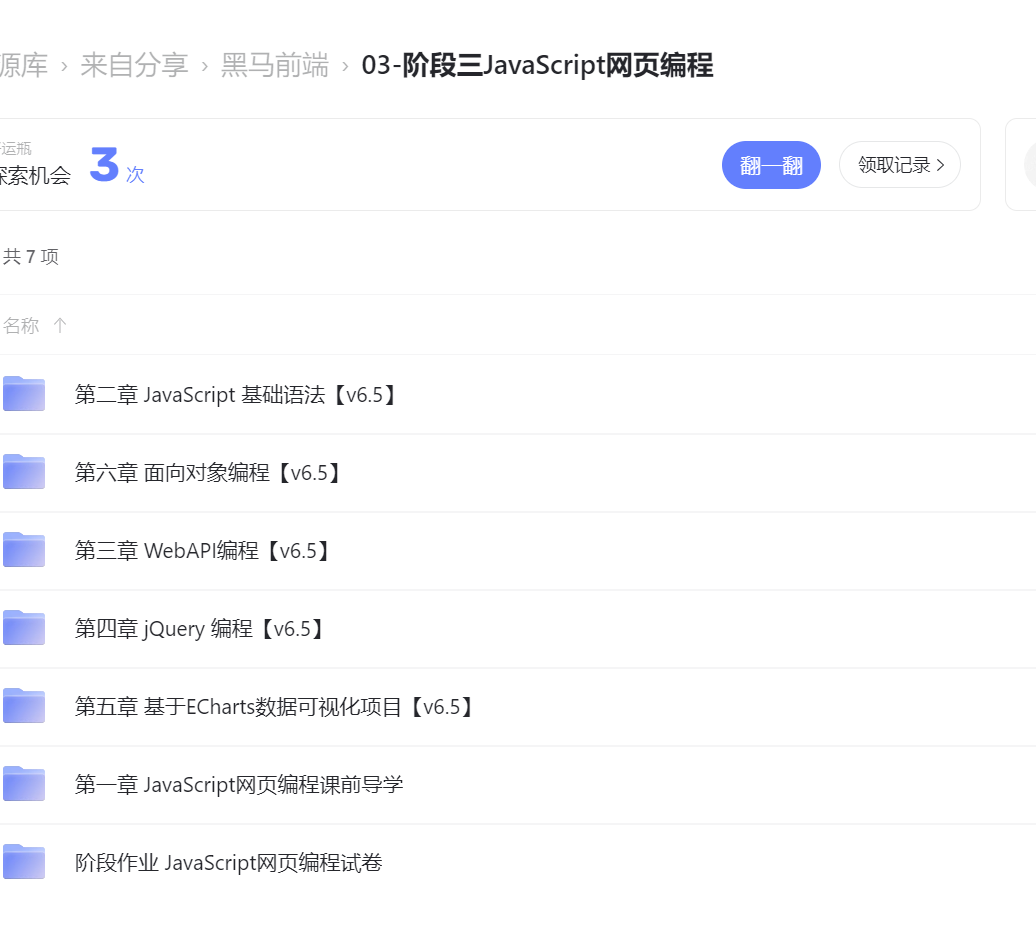 源库 › 来自分享 › 黑马前端 › 03-阶段三JavaScript网页编程
运瓶
探索机会 3 次
翻一翻
领取记录 >
共 7 项
名称 ↑
第二章 JavaScript 基础语法【v6.5】
第六章 面向对象编程【v6.5】
第三章 WebAPI编程【v6.5】
第四章 jQuery 编程【v6.5】
第五章 基于ECharts数据可视化项目【v6.5】
第一章 JavaScript网页编程课前导学
阶段作业 JavaScript网页编程试卷